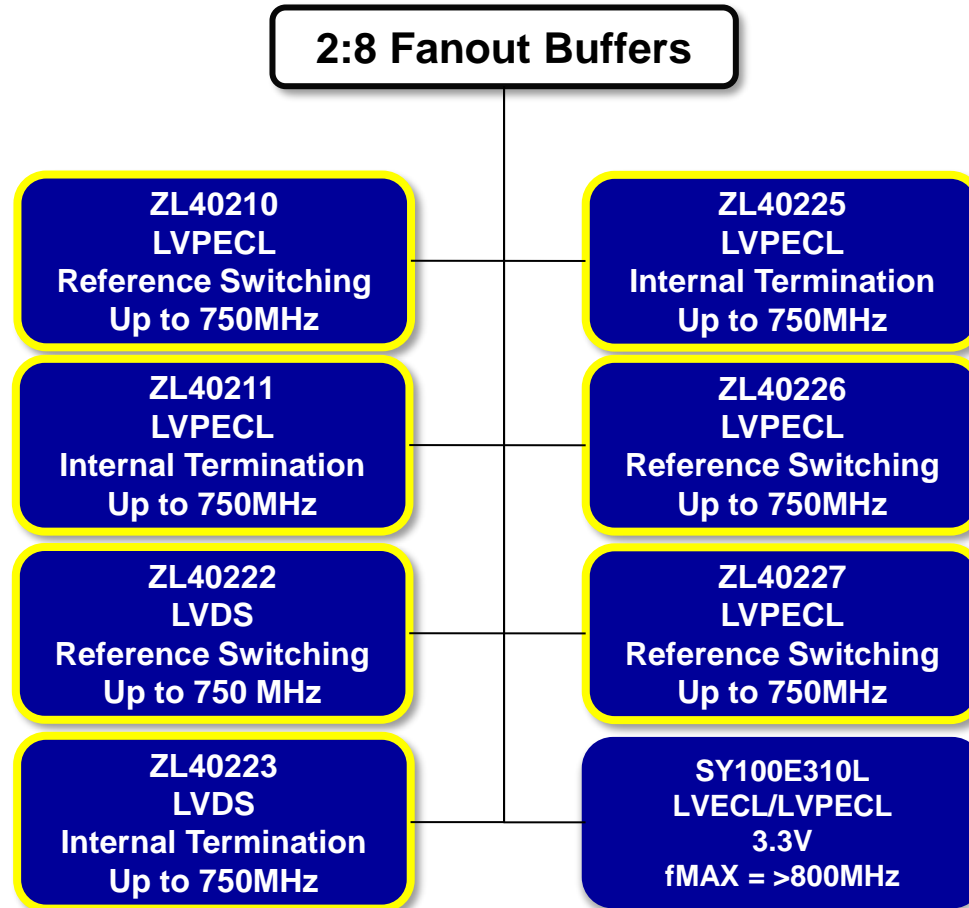 2:8 Fanout Buffers
ZL40210
LVPECL
Reference Switching
Up to 750MHz
ZL40211
LVPECL
Internal Termination
Up to 750MHz
ZL40222
LVDS
Reference Switching
Up to 750 MHz
ZL40223
LVDS
Internal Termination
Up to 750MHz
ZL40225
LVPECL
Internal Termination
Up to 750MHz
ZL40226
LVPECL
Reference Switching
Up to 750MHz
ZL40227
LVPECL
Reference Switching
Up to 750MHz
SY100E310L
LVECL/LVPECL
3.3V
fMAX = >800MHz